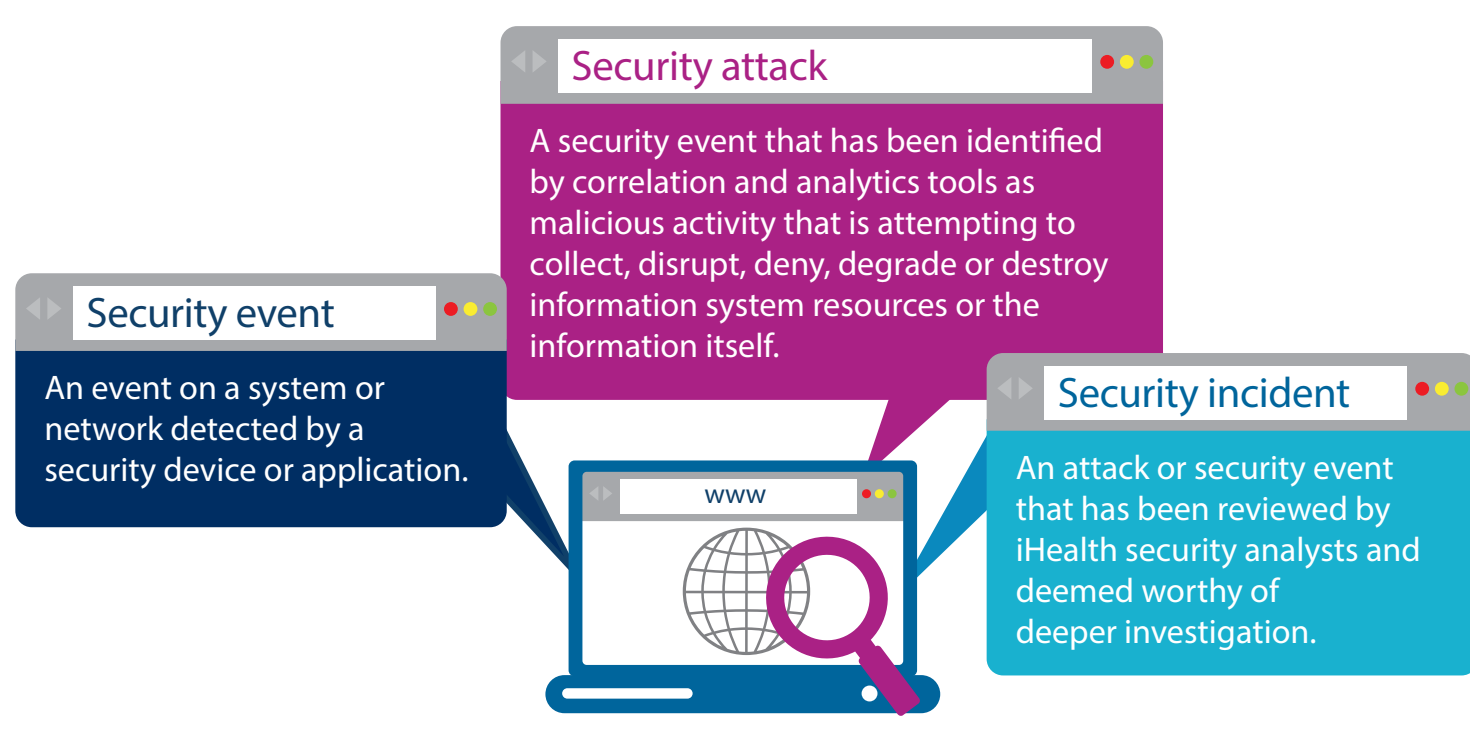 Security attack
A security event that has been identified
by correlation and analytics tools as
malicious activity that is attempting to
collect, disrupt, deny, degrade or destroy
information system resources or the
information itself.
Security event
An event on a system or
network detected by a
security device or application.
Security incident
An attack or security event
that has been reviewed by
iHealth security analysts and
deemed worthy of
deeper investigation.
www